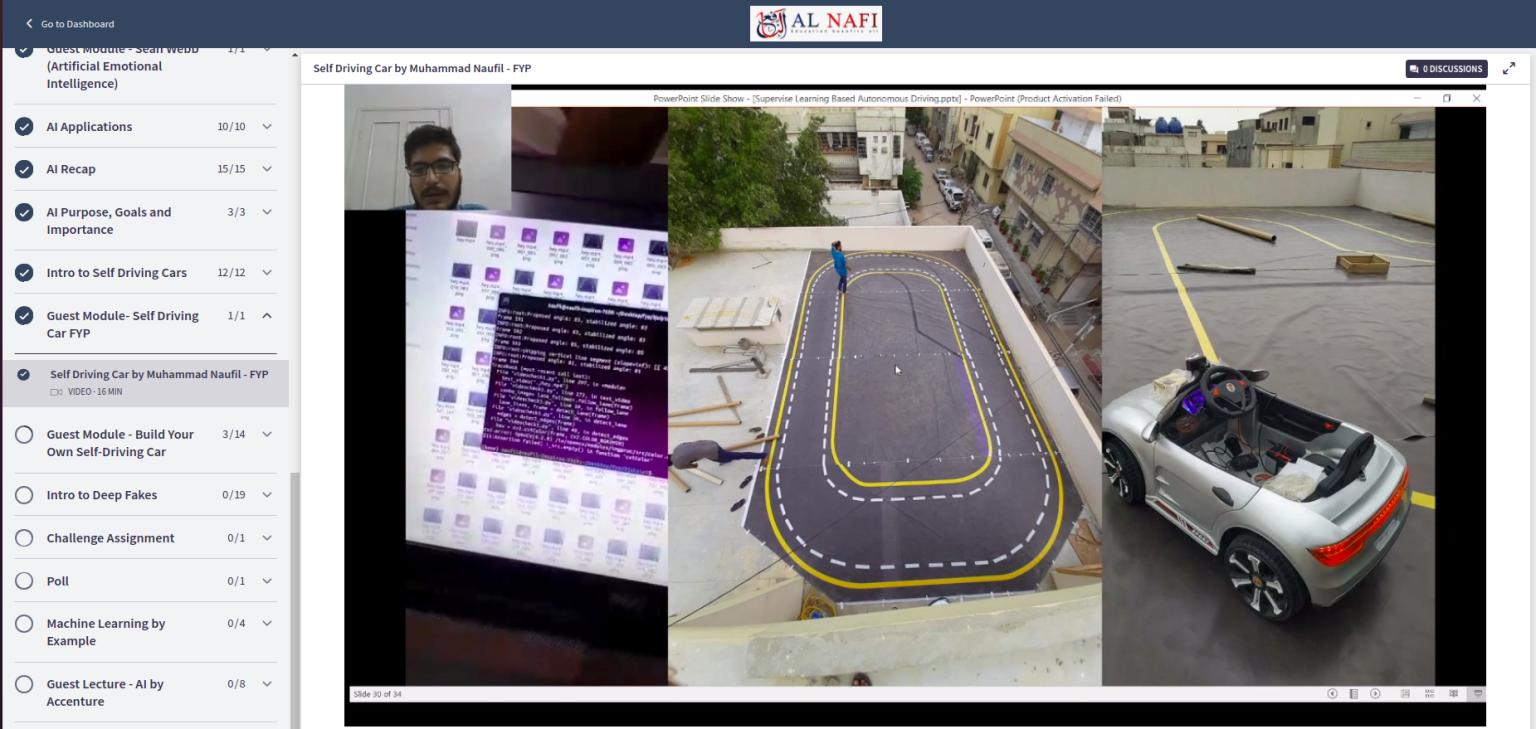 Go to Dashboard
AL NAFI
Education benefits all
Guest Module - Sean Webb
1/1
(Artificial Emotional
Intelligence)
AI Applications
10/10
AI Recap
15/15
AI Purpose, Goals and
3/3
Importance
Intro to Self Driving Cars
12/12
Guest Module- Self Driving
1/1
Car FYP
Self Driving Car by Muhammad Naufil - FYP
VIDEO · 16 MIN
Guest Module - Build Your
3/14
Own Self-Driving Car
Intro to Deep Fakes
0/19
Challenge Assignment
0/1
Poll
0/1
Machine Learning by
0/4
Example
Guest Lecture - AI by
0/8
Accenture
Self Driving Car by Muhammad Naufil - FYP
0 DISCUSSIONS
PowerPoint Slide Show - [Supervise Learning Based Autonomous Driving.pptx] - PowerPoint (Product Activation Failed)
Slide 30 of 34